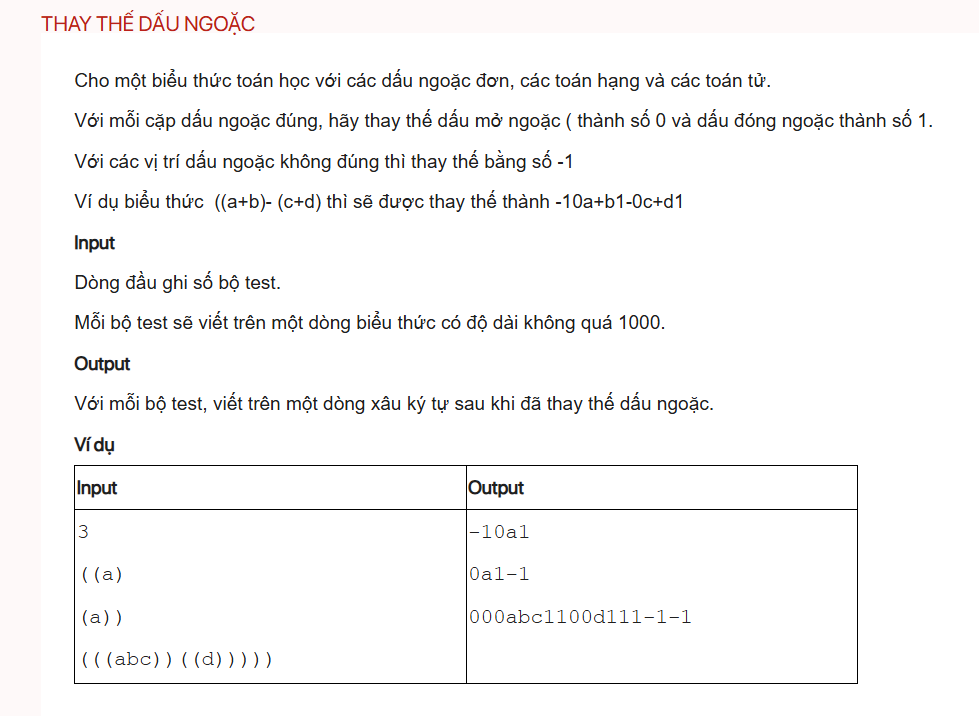 THAY THẾ DẤU NGOẶC
Cho một biểu thức toán học với các dấu ngoặc đơn, các toán hạng và các toán tử.
Với mỗi cặp dấu ngoặc đúng, hãy thay thế dấu mở ngoặc ( thành số 0 và dấu đóng ngoặc thành số 1.
Với các vị trí dấu ngoặc không đúng thì thay thế bằng số -1
Ví dụ biểu thức ((a+b)- (c+d) thì sẽ được thay thế thành -10a+b1-0c+d1
Input
Dòng đầu ghi số bộ test.
Mỗi bộ test sẽ viết trên một dòng biểu thức có độ dài không quá 1000.
Output
Với mỗi bộ test, viết trên một dòng xâu ký tự sau khi đã thay thế dấu ngoặc.
Ví dụ
Input Output
3 -10a1
((a) 0a1-1
(a)) 000abc1100d111-1-1
(((abc))((d)))))